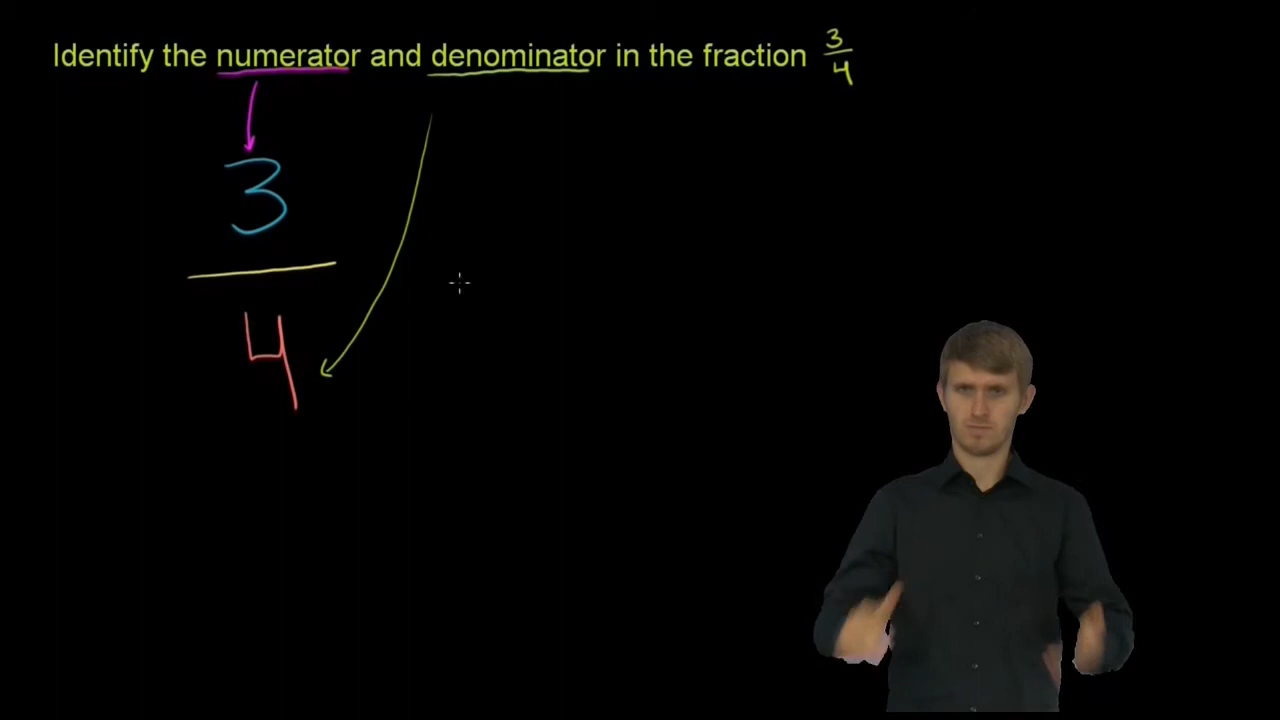 Identify the numerator and denominator in the fraction 3/4
3
4